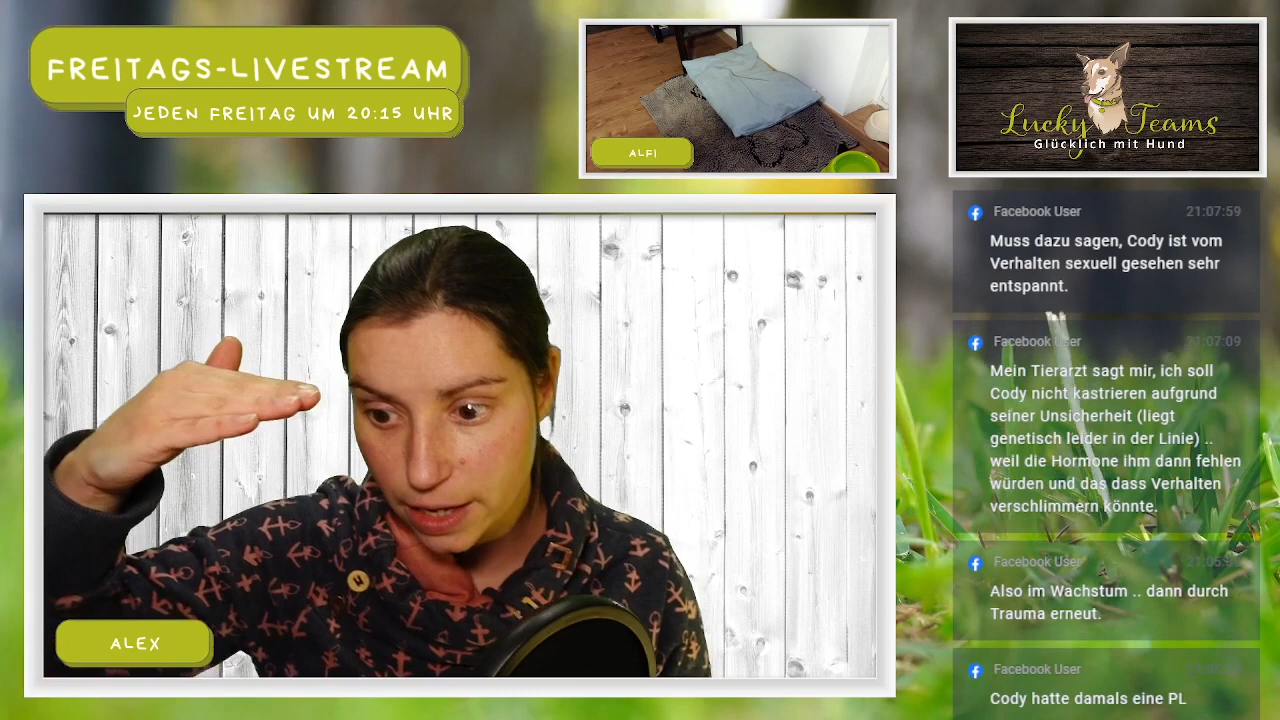 FREITAGS-LIVESTREAM
JEDEN FREITAG UM 20:15 UHR
ALFI
Lucky Teams
Glücklich mit Hund
Facebook User 21:07:59
Muss dazu sagen, Cody ist vom
Verhalten sexuell gesehen sehr
entspannt.
Facebook User 21:07:09
Mein Tierarzt sagt mir, ich soll
Cody nicht kastrieren aufgrund
seiner Unsicherheit (liegt
genetisch leider in der Linie) ..
weil die Hormone ihm dann fehlen
würden und das dass Verhalten
verschlimmern könnte.
Facebook User
Also im Wachstum .. dann durch
Trauma erneut.
Facebook User
Cody hatte damals eine PL
ALEX